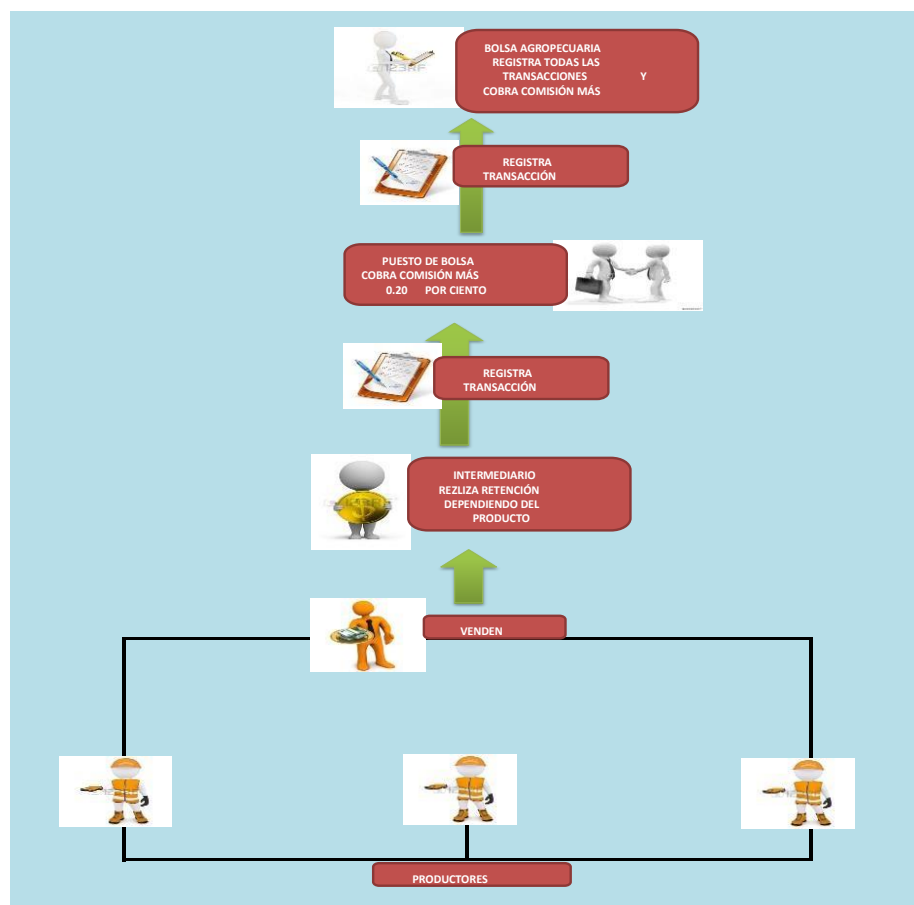 BOLSA AGROPECUARIA
REGISTRA TODAS LAS
TRANSACCIONES Y
COBRA COMISIÓN MÁS
REGISTRA
TRANSACCIÓN
PUESTO DE BOLSA
COBRA COMISIÓN MÁS
0.20 POR CIENTO
REGISTRA
TRANSACCIÓN
INTERMEDIARIO
REZLIZA RETENCIÓN
DEPENDIENDO DEL
PRODUCTO
VENDEN
PRODUCTORES